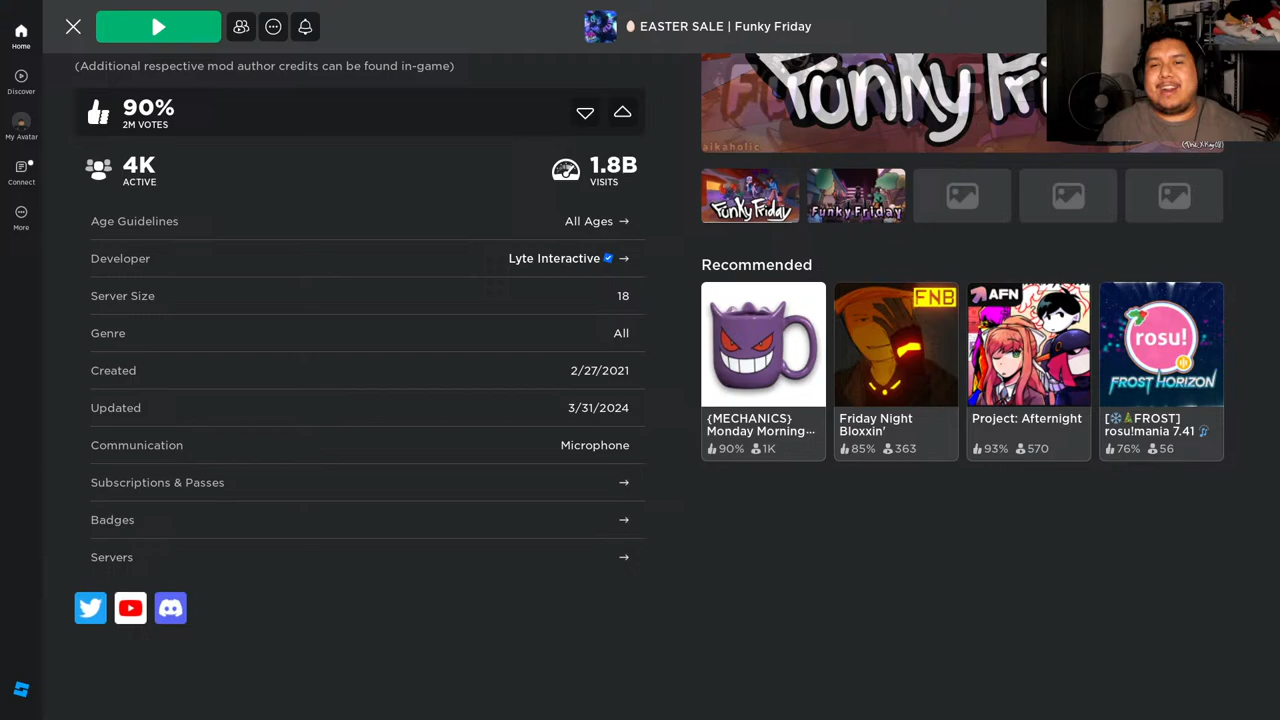 Home
Discover
My Avatar
Connect
More
🥚 EASTER SALE | Funky Friday
(Additional respective mod author credits can be found in-game)
90%
2M VOTES
4K
ACTIVE
1.8B
VISITS
Age Guidelines
All Ages →
Developer
Lyte Interactive →
Server Size
18
Genre
All
Created
2/27/2021
Updated
3/31/2024
Communication
Microphone
Subscriptions & Passes →
Badges →
Servers →
Funky Friday
aikaholic
Funky Friday
Funky Friday
Recommended
{MECHANICS}
Monday Morning...
90% 1K
FNB
Friday Night
Bloxxin'
85% 363
AFN
Project: Afternight
93% 570
rosu!
FROST HORIZON
[❄️🎄FROST]
rosu!mania 7.41 🎵
76% 56